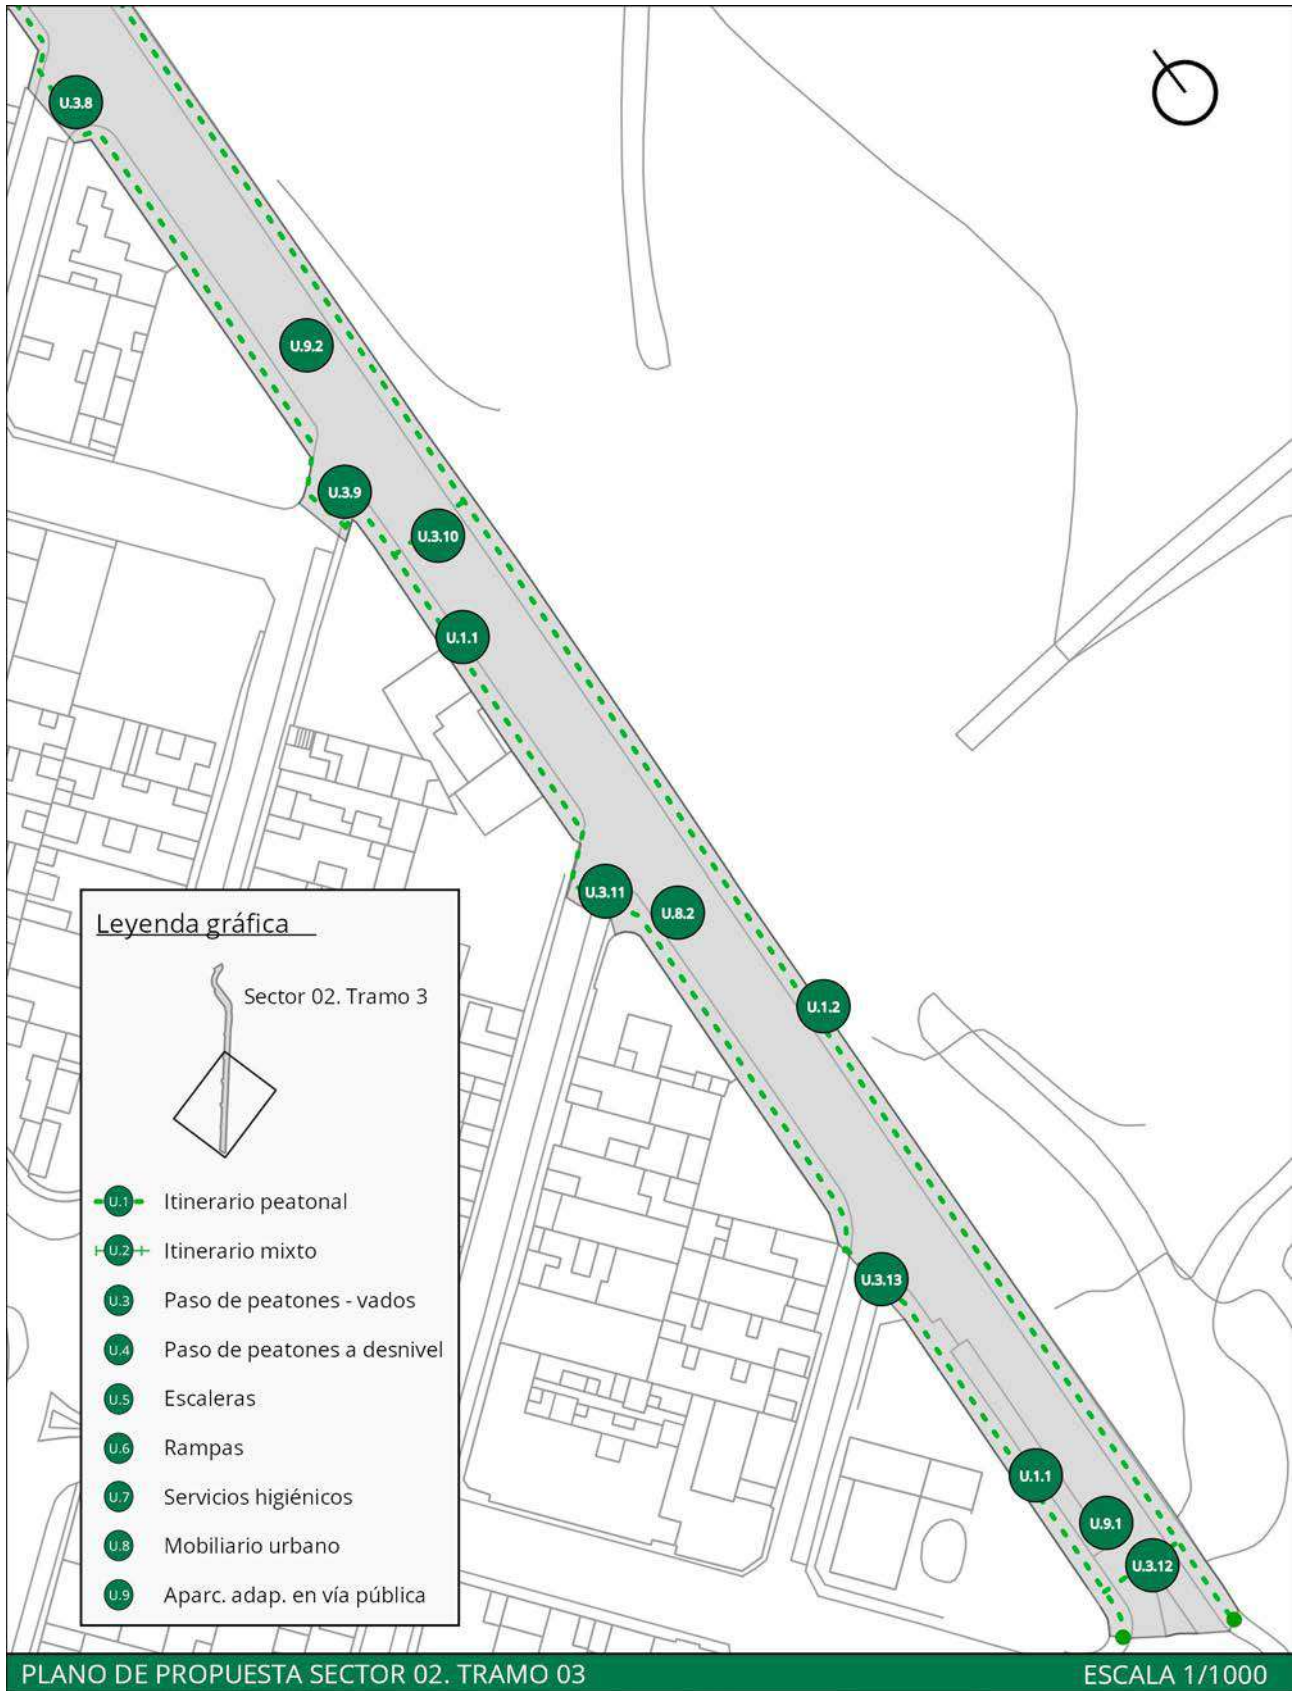 U.3.8
U.9.2
U.3.9
U.3.10
U.1.1
U.3.11
U.8.2
U.1.2
U.3.13
U.1.1
U.9.1
U.3.12
Leyenda gráfica
Sector 02. Tramo 3
U.1 Itinerario peatonal
U.2 Itinerario mixto
U.3 Paso de peatones - vados
U.4 Paso de peatones a desnivel
U.5 Escaleras
U.6 Rampas
U.7 Servicios higiénicos
U.8 Mobiliario urbano
U.9 Aparc. adap. en vía pública
PLANO DE PROPUESTA SECTOR 02. TRAMO 03 ESCALA 1/1000